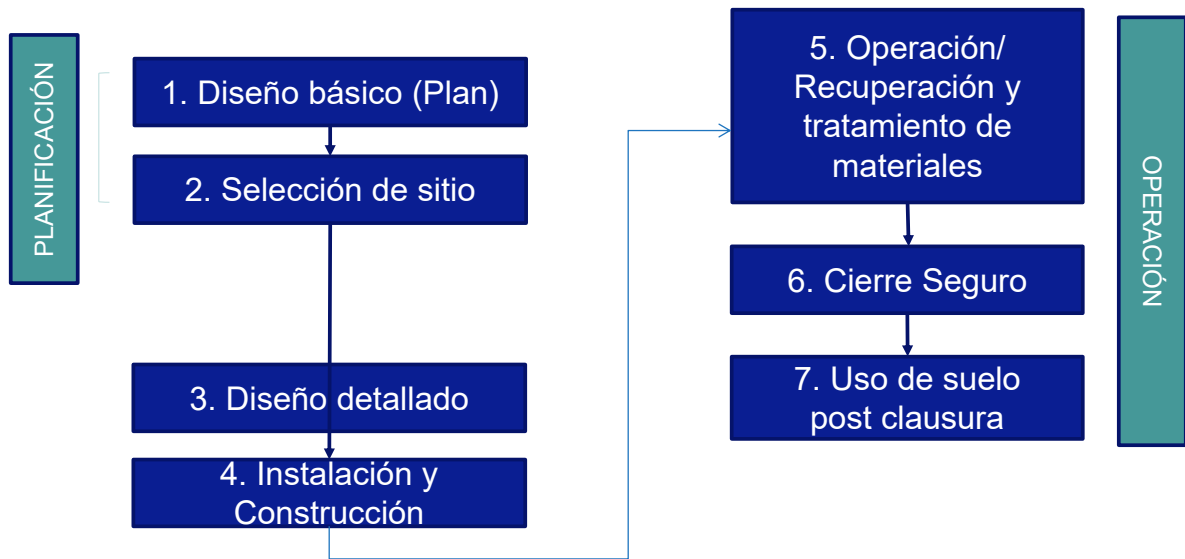 PLANIFICACIÓN
1. Diseño básico (Plan)
2. Selección de sitio
3. Diseño detallado
4. Instalación y
Construcción
5. Operación/
Recuperación y
tratamiento de
materiales
6. Cierre Seguro
7. Uso de suelo
post clausura
OPERACIÓN